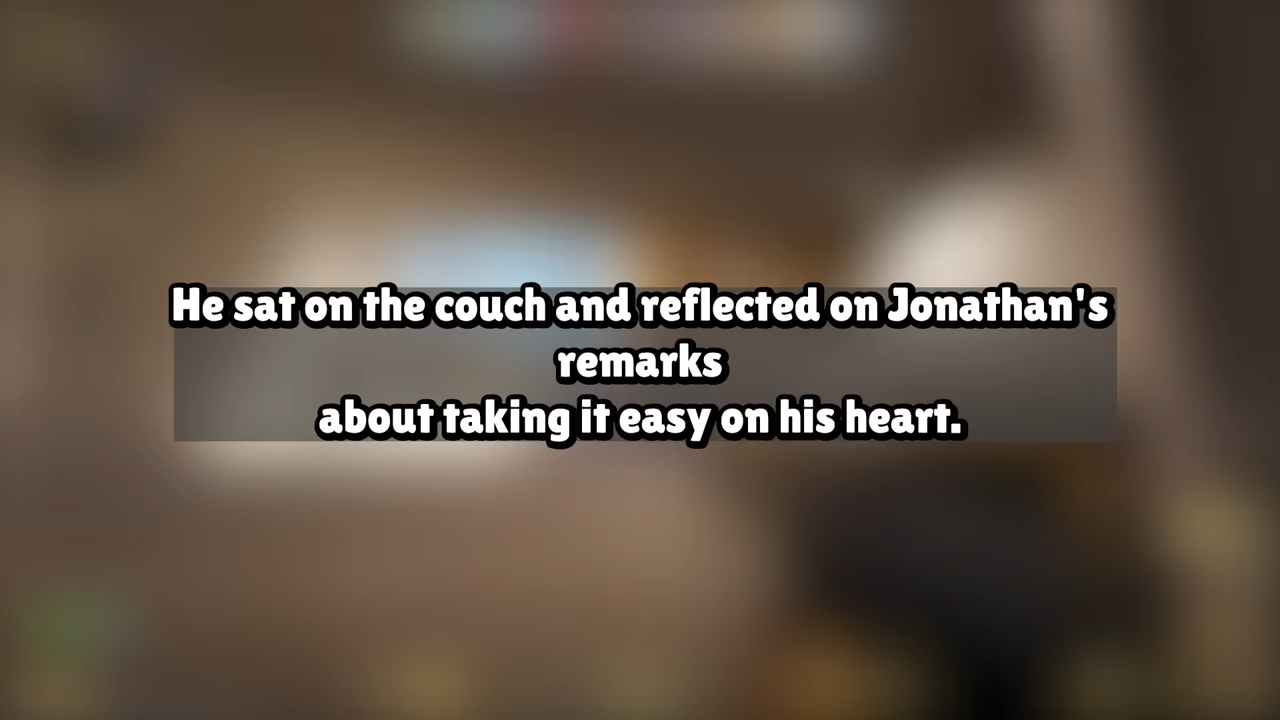 He sat on the couch and reflected on Jonathan's
remarks
about taking it easy on his heart.